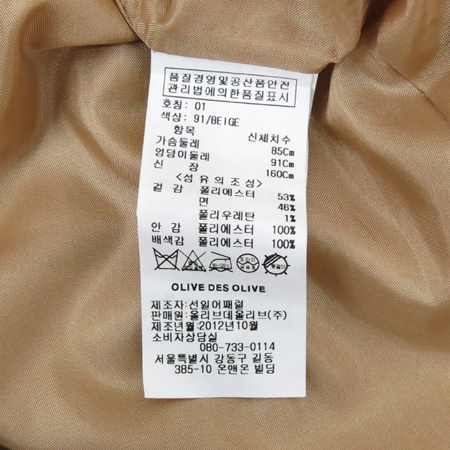 품질경영및공산품안전
관리법에의한품질표시
호칭: 01
색상: 91/BEIGE
항목 신체치수
가슴둘레 85Cm
엉덩이둘레 91Cm
신 장 160Cm
<섬 유 의 조 성>
겉 감 폴리에스터 53%
면 46%
폴리우레탄 1%
안 감 폴리에스터 100%
배색감 폴리에스터 100%
OLIVE DES OLIVE
제조자: 선일어패럴
판매원: 올리브데올리브(주)
제조년월: 2012년10월
소비자상담실
080-733-0114
서울특별시 강동구 길동
385-10 온앤온 빌딩